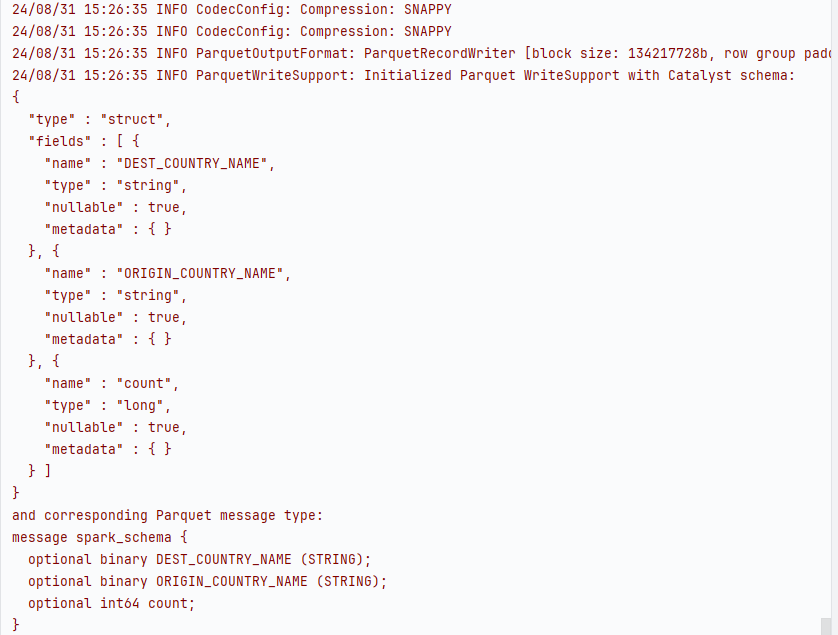 24/08/31 15:26:35 INFO CodecConfig: Compression: SNAPPY
24/08/31 15:26:35 INFO CodecConfig: Compression: SNAPPY
24/08/31 15:26:35 INFO ParquetOutputFormat: ParquetRecordWriter [block size: 134217728b, row group
24/08/31 15:26:35 INFO ParquetWriteSupport: Initialized Parquet WriteSupport with Catalyst schema:
{
  "type" : "struct",
  "fields" : [ {
    "name" : "DEST_COUNTRY_NAME",
    "type" : "string",
    "nullable" : true,
    "metadata" : { }
  }, {
    "name" : "ORIGIN_COUNTRY_NAME",
    "type" : "string",
    "nullable" : true,
    "metadata" : { }
  }, {
    "name" : "count",
    "type" : "long",
    "nullable" : true,
    "metadata" : { }
  } ]
}
and corresponding Parquet message type:
message spark_schema {
  optional binary DEST_COUNTRY_NAME (STRING);
  optional binary ORIGIN_COUNTRY_NAME (STRING);
  optional int64 count;
}